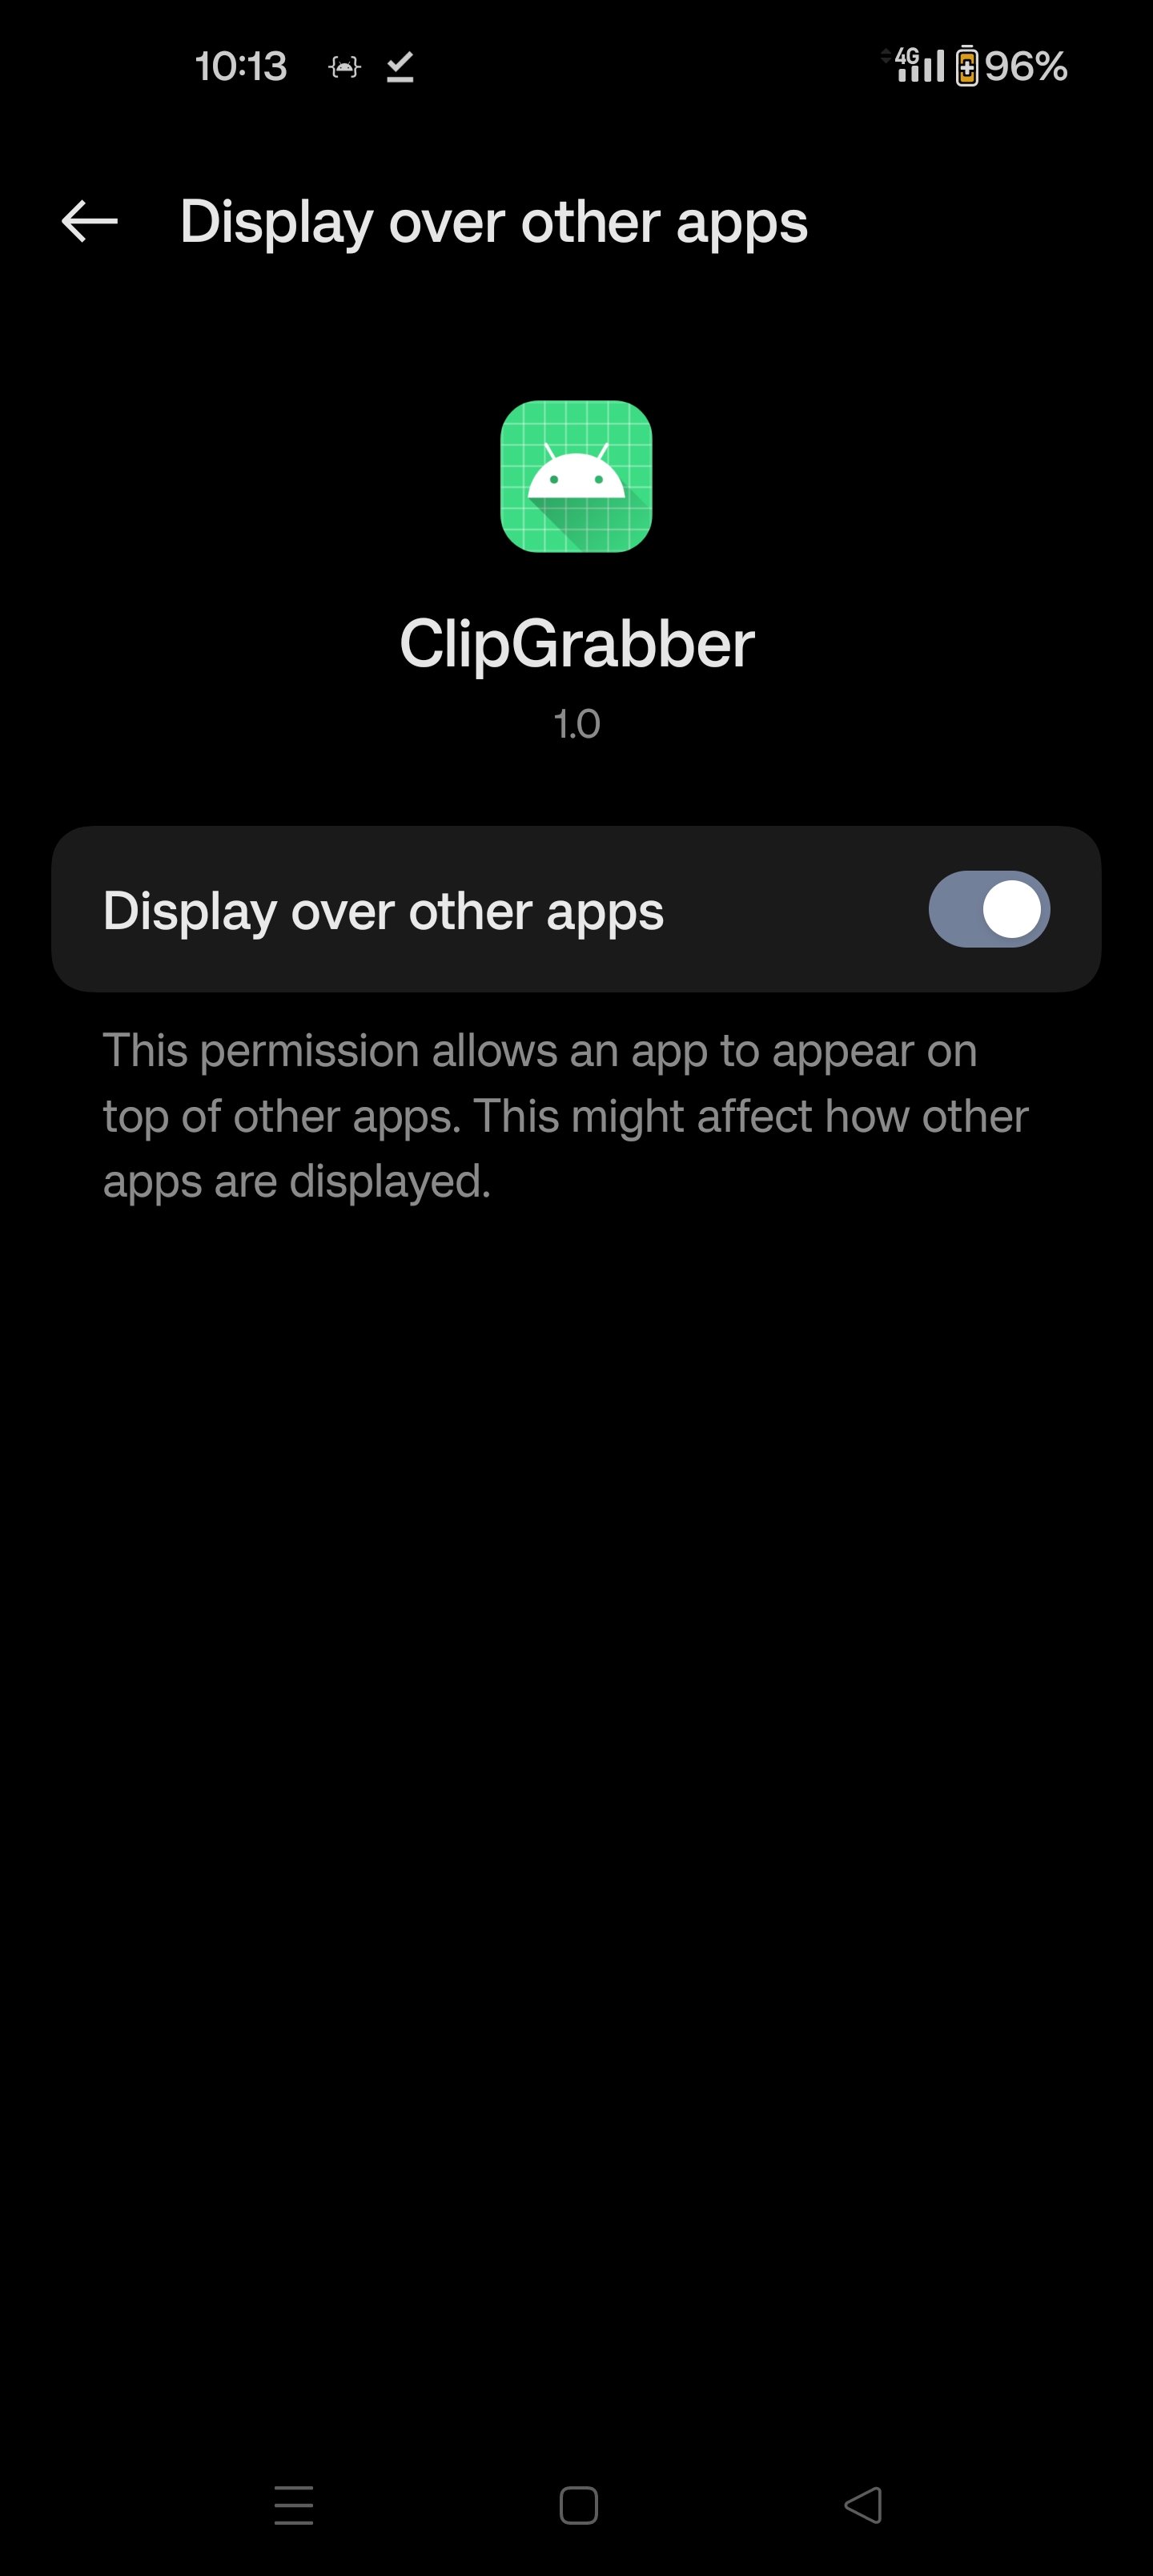 10:13 4G 96%
Display over other apps
ClipGrabber
1.0
Display over other apps
This permission allows an app to appear on
top of other apps. This might affect how other
apps are displayed.